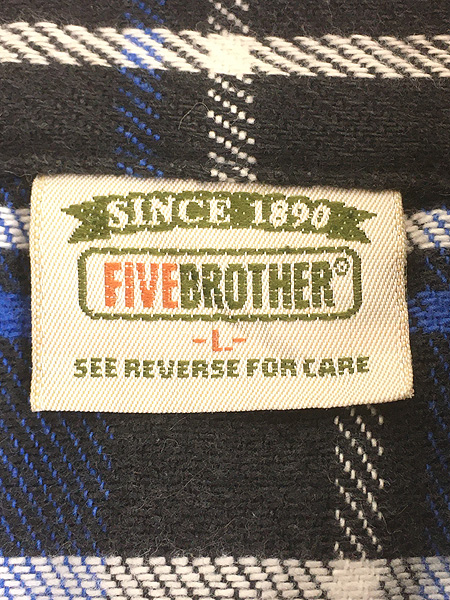 SINCE 1890
FIVEBROTHER®
-L-
SEE REVERSE FOR CARE